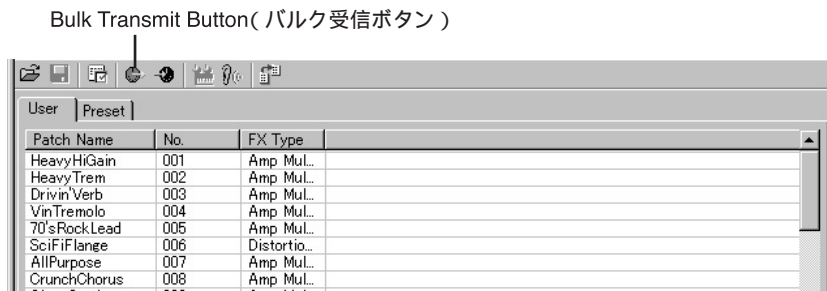 Bulk Transmit Button(バルク受信ボタン)
User Preset
Patch Name No. FX Type
HeavyHiGain 001 Amp Mul...
HeavyTrem 002 Amp Mul...
Drivin'Verb 003 Amp Mul...
VinTremolo 004 Amp Mul...
70'sRockLead 005 Amp Mul...
SciFiFlange 006 Distortio...
AllPurpose 007 Amp Mul...
CrunchChorus 008 Amp Mul...